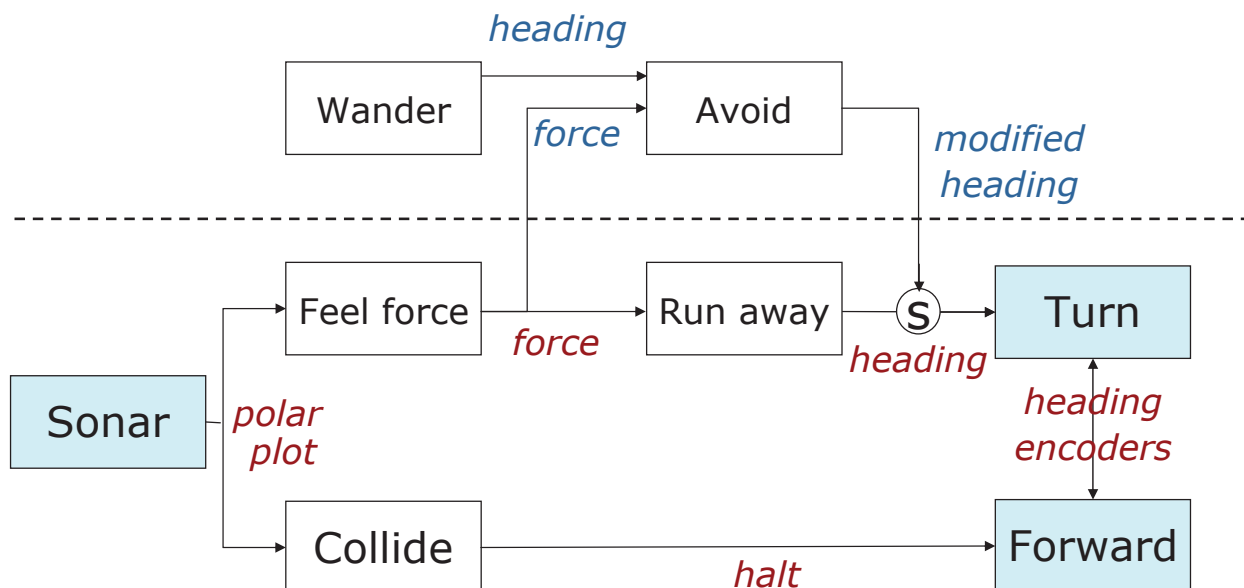 heading
Wander
Avoid
force
modified
heading
Feel force
Run away
S
Turn
force
heading
Sonar
polar
plot
heading
encoders
Collide
Forward
halt